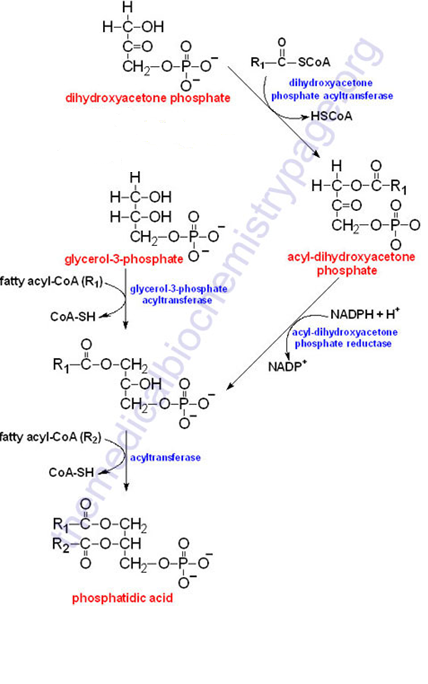 H
H-C-OH
C=O
O
CH₂-O-P-O⁻
O⁻
dihydroxyacetone phosphate
O
R₁-C-SCoA
dihydroxyacetone
phosphate acyltransferase
HSCoA
H
H-C-OH
H-C-OH
O
CH₂-O-P-O⁻
O⁻
glycerol-3-phosphate
H
O
H-C-O-C
R₁
C=O
O
CH₂-O-P-O
O
acyl-dihydroxyacetone
phosphate
fatty acyl-CoA (R₁)
glycerol-3-phosphate
acyltransferase
CoA-SH
NADPH + H⁺
acyl-dihydroxyacetone
phosphate reductase
NADP⁺
O
R₁-C-O-CH₂
C-OH
O
CH₂-O-P-O⁻
O⁻
fatty acyl-CoA (R₂)
acyltransferase
CoA-SH
O
R₁-C-O-CH₂
R₂-C-O-CH
O
O
CH₂-O-P-O⁻
O⁻
phosphatidic acid
themedicalbiochemistrypage.org